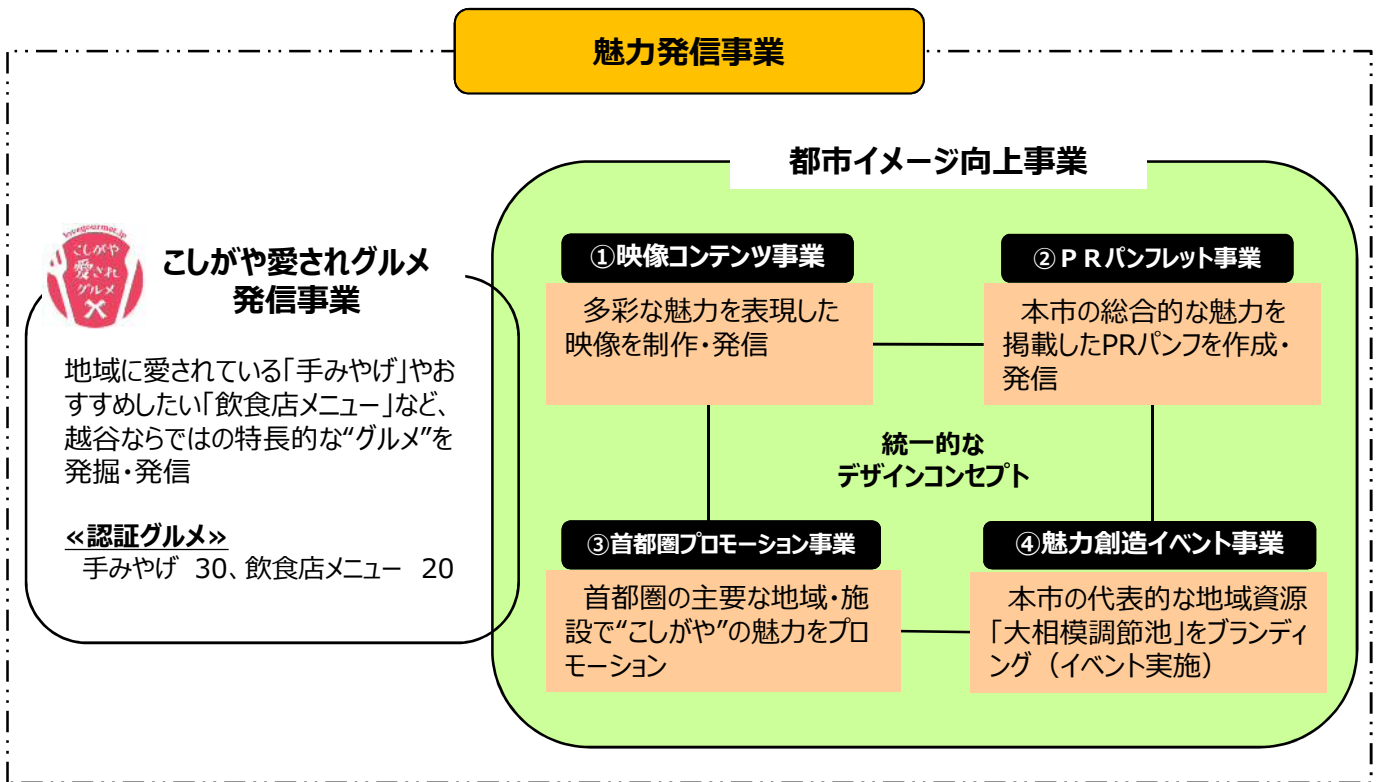 魅力発信事業
都市イメージ向上事業
lovegourmet.jp
こしがや
愛され
グルメ
こしがや愛されグルメ
発信事業
地域に愛されている「手みやげ」やお
すすめしたい「飲食店メニュー」など、
越谷ならではの特長的な“グルメ”を
発掘・発信
≪認証グルメ≫
手みやげ 30、飲食店メニュー 20
①映像コンテンツ事業
多彩な魅力を表現した
映像を制作・発信
②ＰＲパンフレット事業
本市の総合的な魅力を
掲載したPRパンフを作成・
発信
統一的な
デザインコンセプト
③首都圏プロモーション事業
首都圏の主要な地域・施
設で“こしがや”の魅力をプロ
モーション
④魅力創造イベント事業
本市の代表的な地域資源
「大相模調節池」をブランディ
ング（イベント実施）